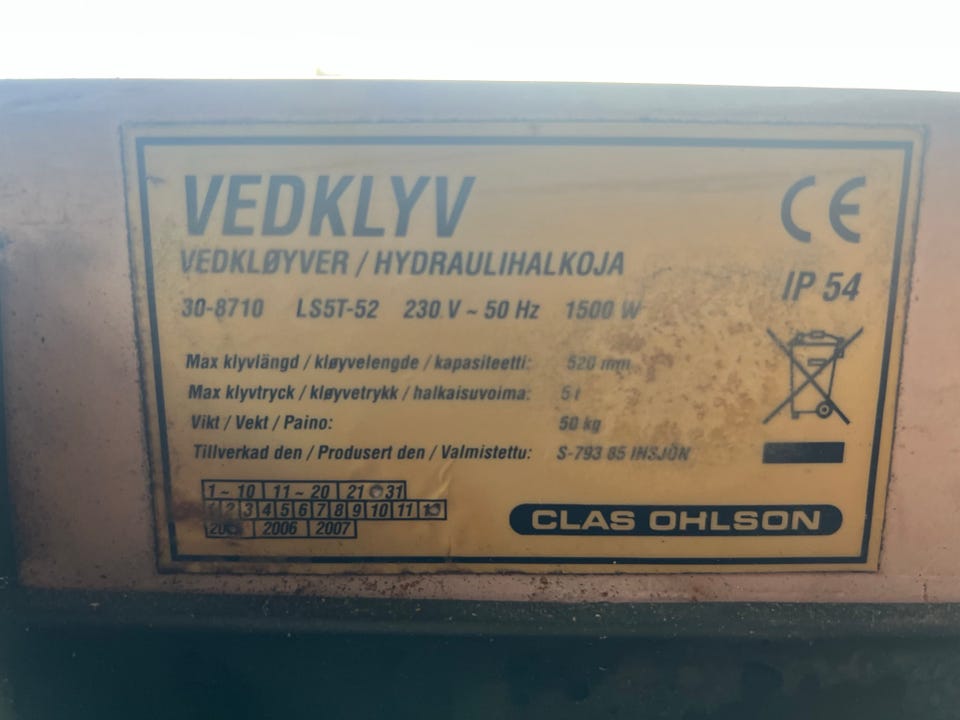 VEDKLYV
CE
VEDKLØYVER / HYDRAULIHALKOJA
IP 54
30-8710 LS5T-52 230 V ~ 50 Hz 1500 W
Max klyvlängd / kløyvelengde / kapasiteetti: 520 mm
Max klyvtryck / kløyvetrykk / halkaisuvoima: 5 t
Vikt / Vekt / Paino: 50 kg
Tillverkad den / Produsert den / Valmistettu: S-793 85 INSJÖN
1 ~ 10 11 ~ 20 21 31
1 2 3 4 5 6 7 8 9 10 11
2006 2007
CLAS OHLSON